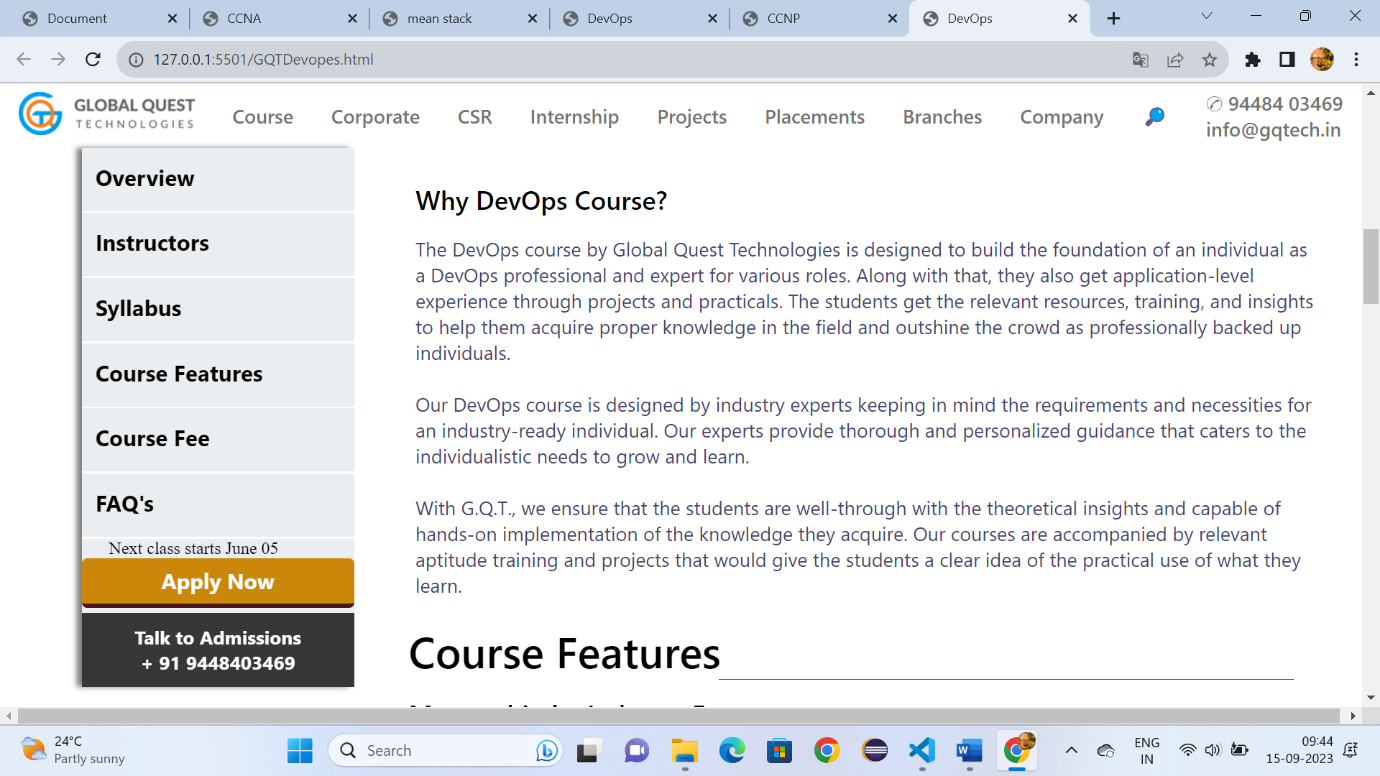 Document
CCNA
mean stack
DevOps
CCNP
DevOps
127.0.0.1:5501/GQTDevopes.html
GLOBAL QUEST
TECHNOLOGIES
Course
Corporate
CSR
Internship
Projects
Placements
Branches
Company
✆ 94484 03469
info@gqtech.in
Overview
Instructors
Syllabus
Course Features
Course Fee
FAQ's
Next class starts June 05
Apply Now
Talk to Admissions
+ 91 9448403469
Why DevOps Course?
The DevOps course by Global Quest Technologies is designed to build the foundation of an individual as
a DevOps professional and expert for various roles. Along with that, they also get application-level
experience through projects and practicals. The students get the relevant resources, training, and insights
to help them acquire proper knowledge in the field and outshine the crowd as professionally backed up
individuals.
Our DevOps course is designed by industry experts keeping in mind the requirements and necessities for
an industry-ready individual. Our experts provide thorough and personalized guidance that caters to the
individualistic needs to grow and learn.
With G.Q.T., we ensure that the students are well-through with the theoretical insights and capable of
hands-on implementation of the knowledge they acquire. Our courses are accompanied by relevant
aptitude training and projects that would give the students a clear idea of the practical use of what they
learn.
Course Features
24°C
Partly sunny
Search
ENG
IN
09:44
15-09-2023